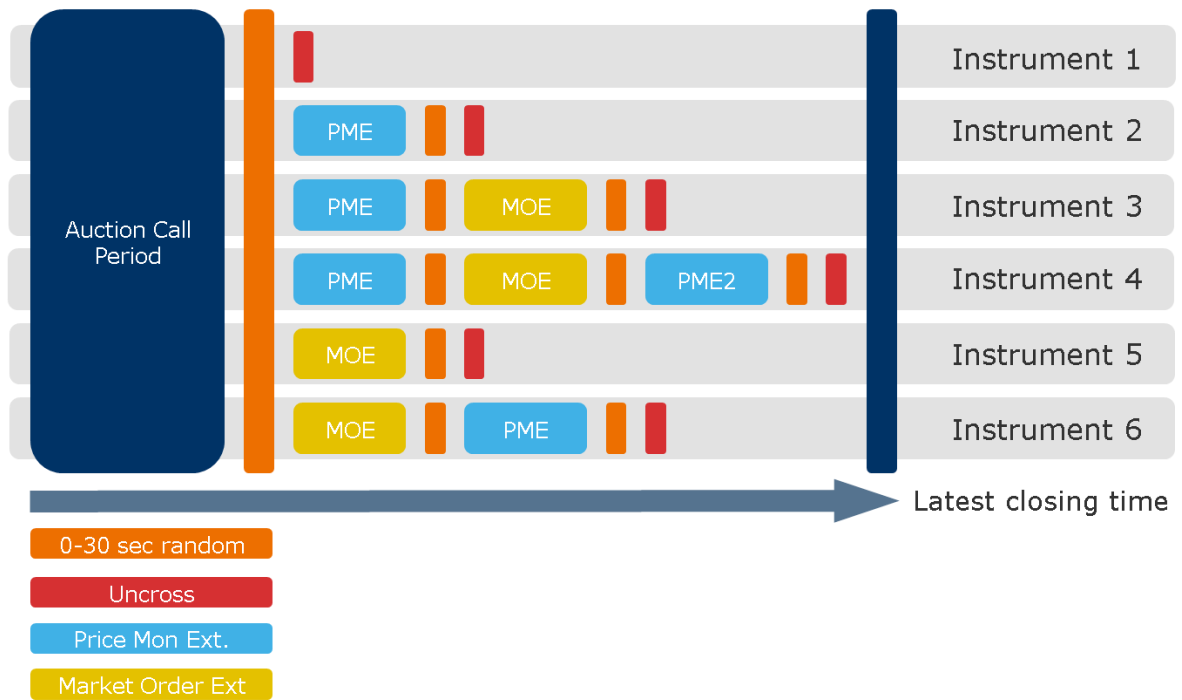 Instrument 1
PME
Instrument 2
PME
MOE
Instrument 3
Auction Call
Period
PME
MOE
PME2
Instrument 4
MOE
Instrument 5
MOE
PME
Instrument 6
Latest closing time
0-30 sec random
Uncross
Price Mon Ext.
Market Order Ext